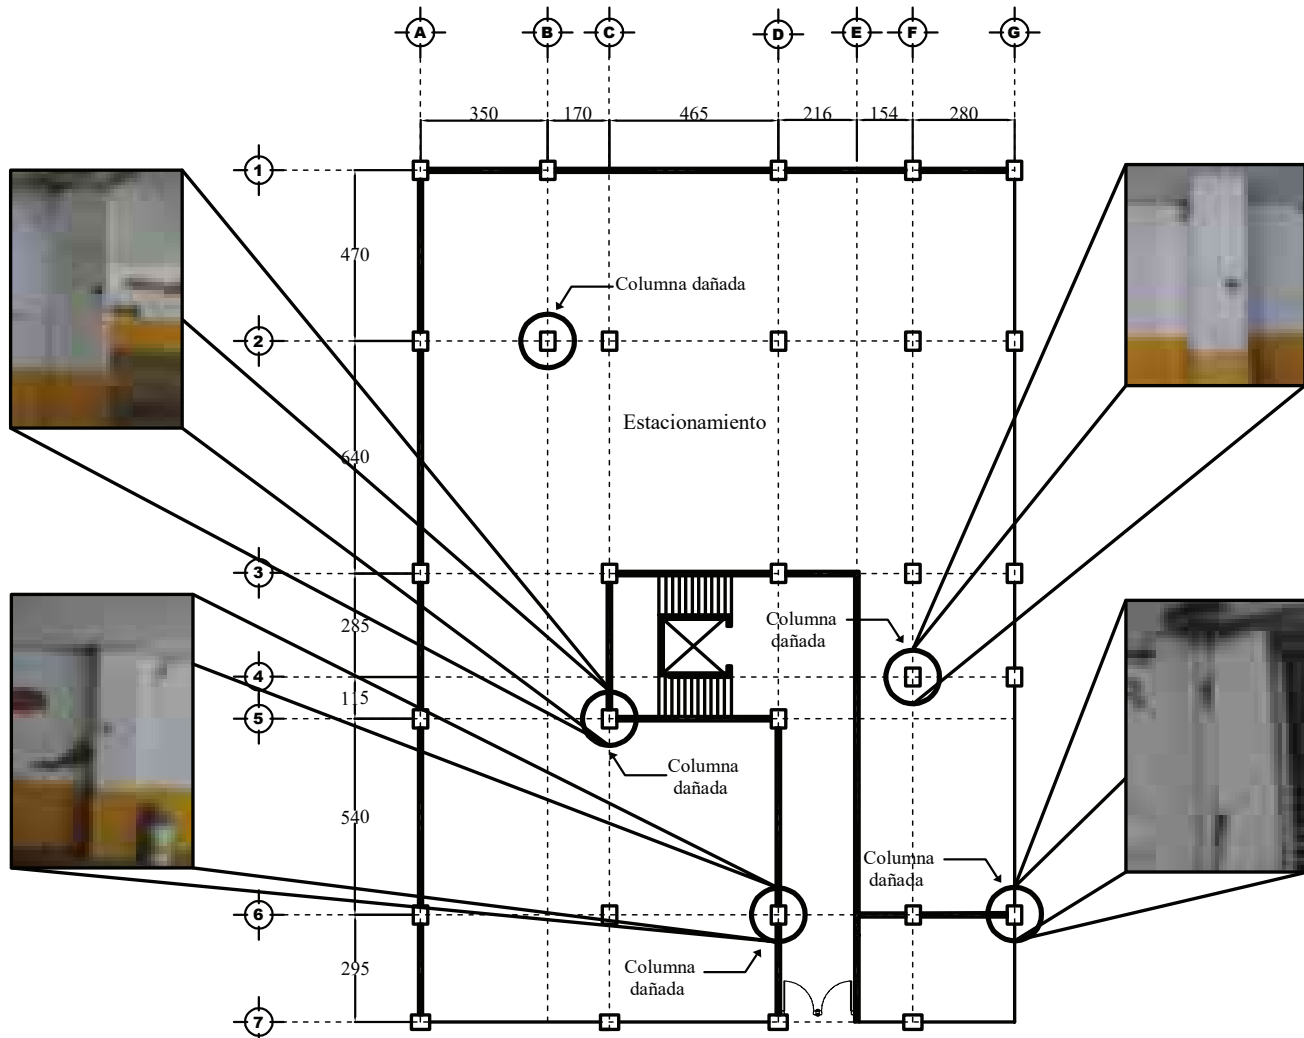 A B C D E F G
350 170 465 216 154 280
1
470
Columna dañada
2
Estacionamiento
640
3
285
Columna
dañada
4
115
5
Columna
dañada
540
Columna
dañada
6
Columna
dañada
295
7